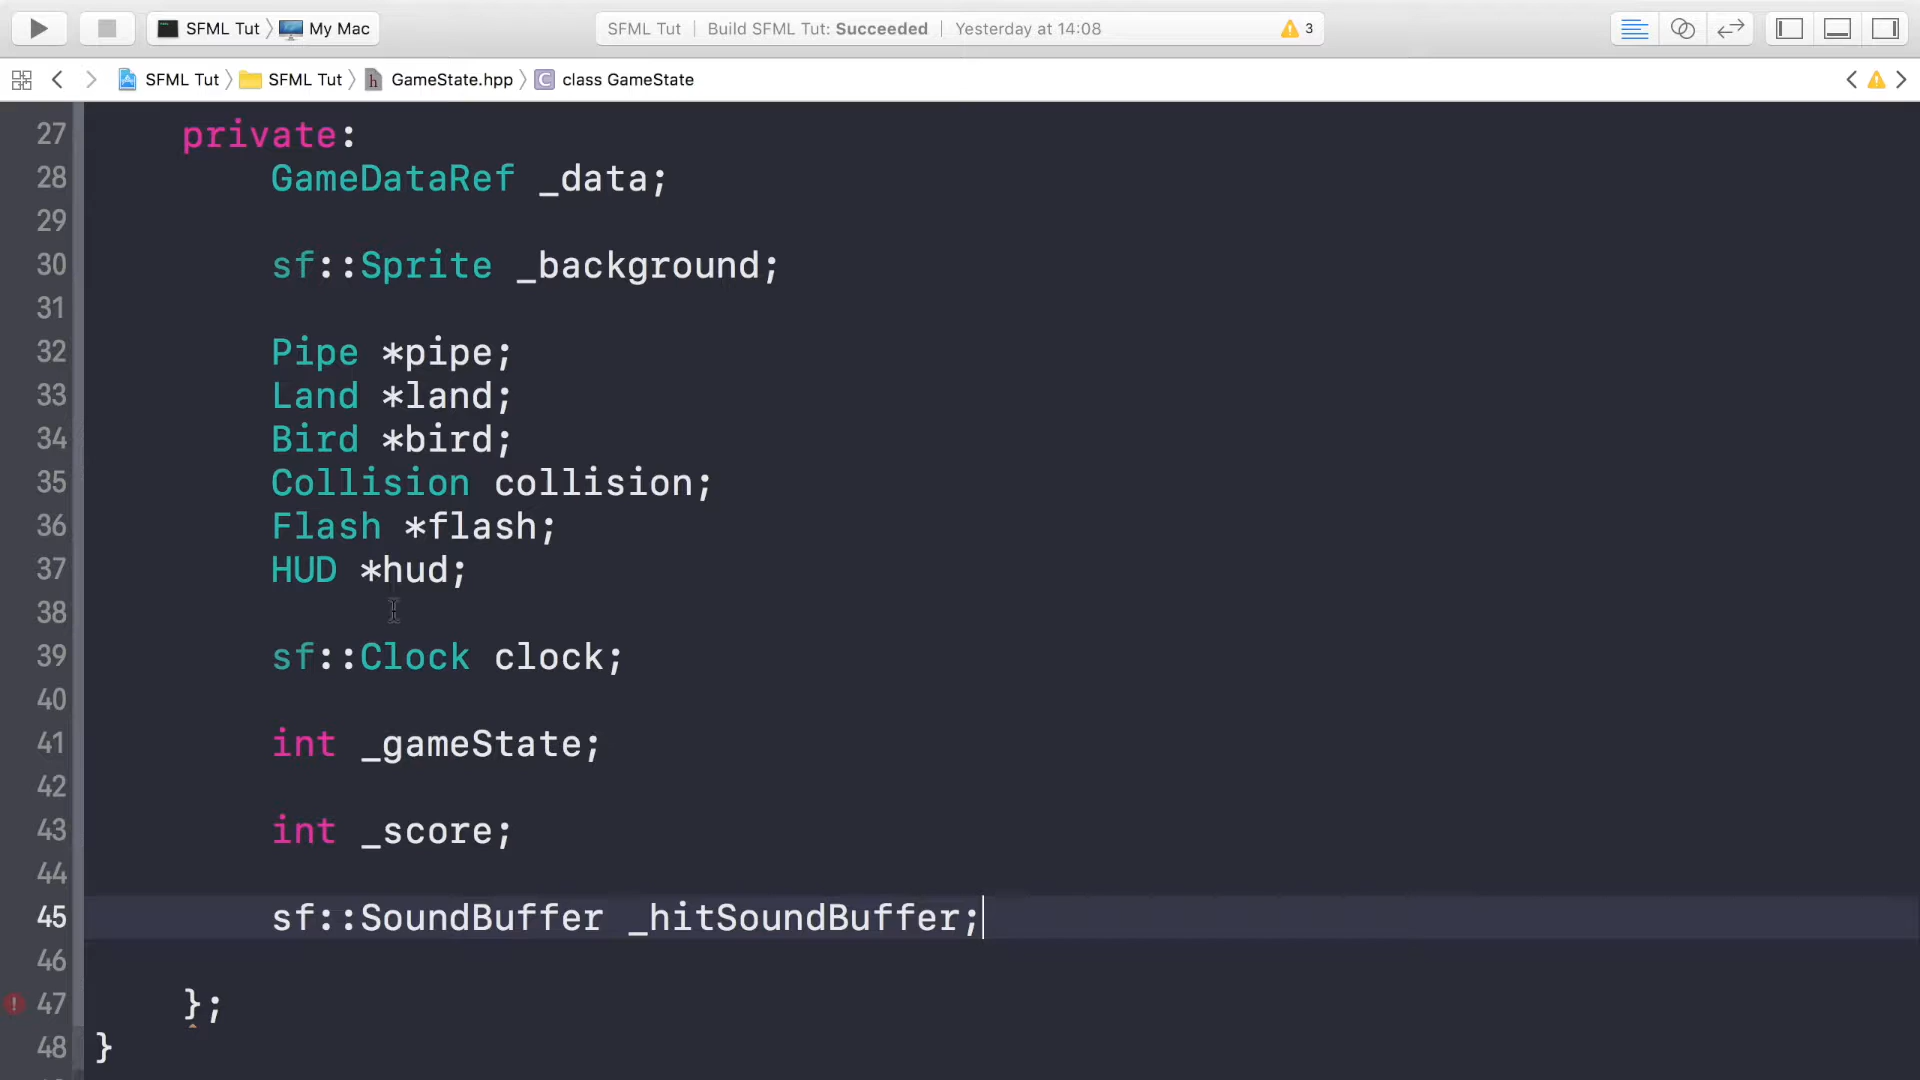 SFML Tut My Mac SFML Tut Build SFML Tut: Succeeded Yesterday at 14:08 3
SFML Tut SFML Tut GameState.hpp class GameState
27 private:
28 GameDataRef _data;
29
30 sf::Sprite _background;
31
32 Pipe *pipe;
33 Land *land;
34 Bird *bird;
35 Collision collision;
36 Flash *flash;
37 HUD *hud;
38
39 sf::Clock clock;
40
41 int _gameState;
42
43 int _score;
44
45 sf::SoundBuffer _hitSoundBuffer;
46
47 };
48 }